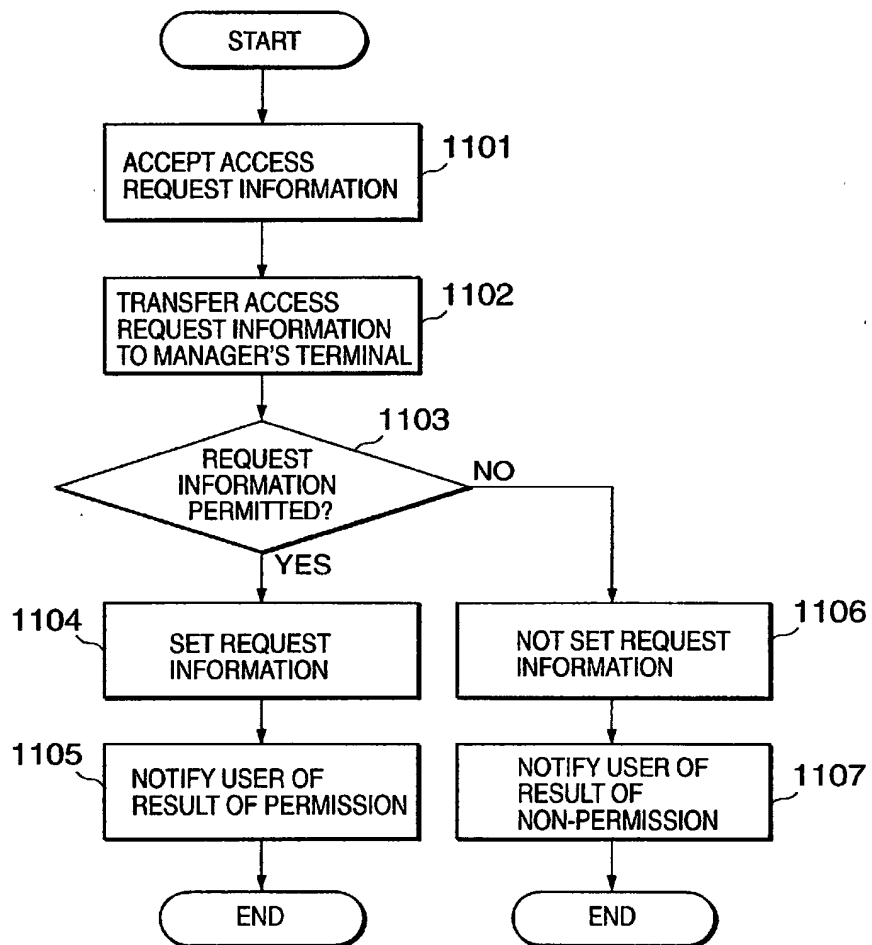 START
1101
ACCEPT ACCESS
REQUEST INFORMATION
1102
TRANSFER ACCESS
REQUEST INFORMATION
TO MANAGER'S TERMINAL
1103
REQUEST
INFORMATION
PERMITTED?
NO
YES
1104
SET REQUEST
INFORMATION
1106
NOT SET REQUEST
INFORMATION
1105
NOTIFY USER OF
RESULT OF PERMISSION
1107
NOTIFY USER OF
RESULT OF
NON-PERMISSION
END
END